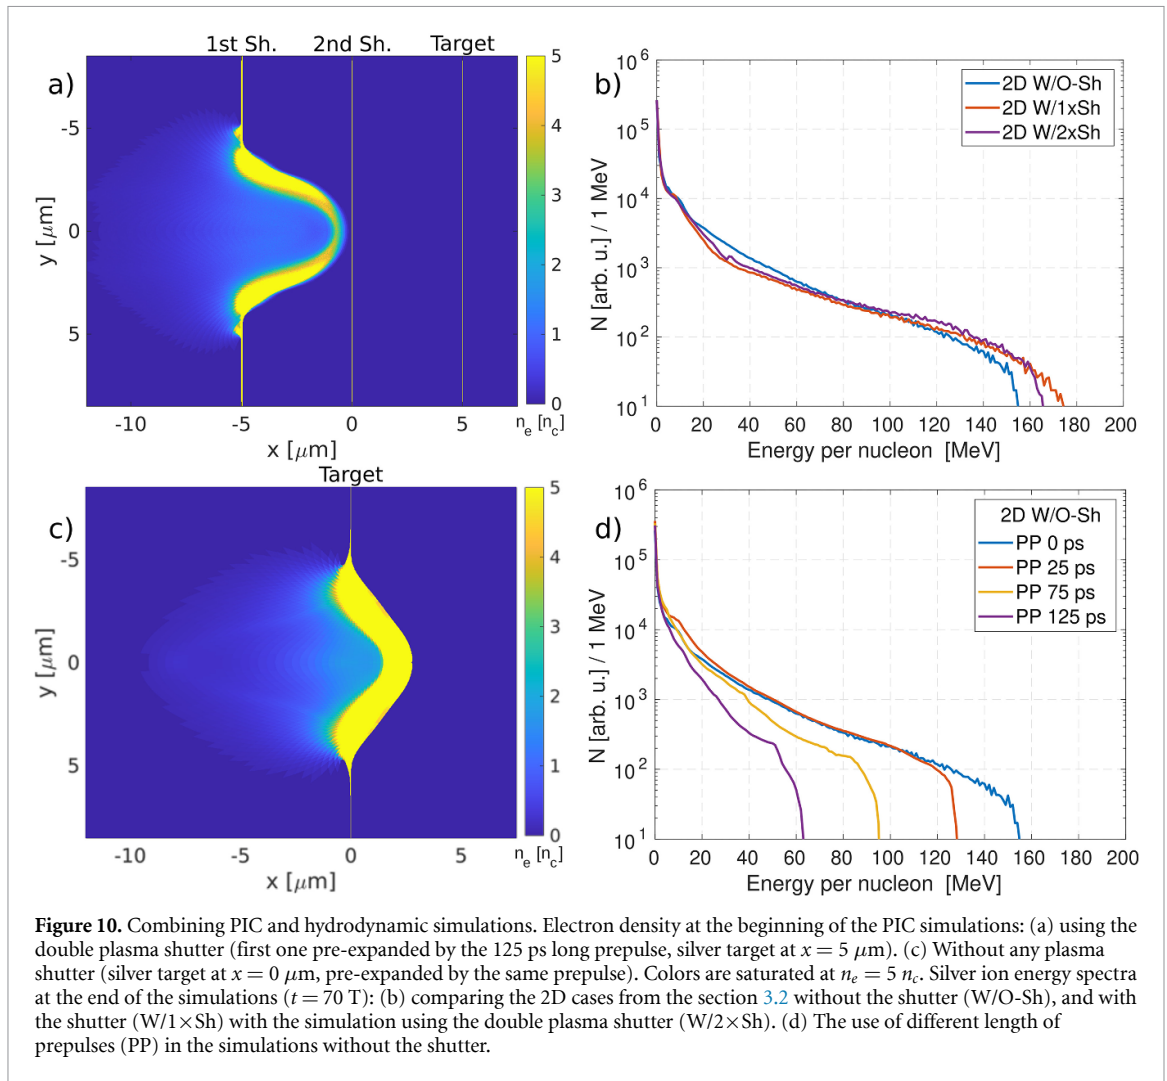 1st Sh. 2nd Sh. Target
a)
-5
0
5
y [μm]
-10 -5 0 5
x [μm]
5
4
3
2
1
0
n_e [n_c]
b)
10^6
10^5
10^4
10^3
10^2
10^1
N [arb. u.] / 1 MeV
2D W/O-Sh
2D W/1xSh
2D W/2xSh
0 20 40 60 80 100 120 140 160 180 200
Energy per nucleon [MeV]
Target
c)
-5
0
5
y [μm]
-10 -5 0 5
x [μm]
5
4
3
2
1
0
n_e [n_c]
d)
10^6
10^5
10^4
10^3
10^2
10^1
N [arb. u.] / 1 MeV
2D W/O-Sh
PP 0 ps
PP 25 ps
PP 75 ps
PP 125 ps
0 20 40 60 80 100 120 140 160 180 200
Energy per nucleon [MeV]
Figure 10. Combining PIC and hydrodynamic simulations. Electron density at the beginning of the PIC simulations: (a) using the
double plasma shutter (first one pre-expanded by the 125 ps long prepulse, silver target at x = 5 μm). (c) Without any plasma
shutter (silver target at x = 0 μm, pre-expanded by the same prepulse). Colors are saturated at n_e = 5 n_c. Silver ion energy spectra
at the end of the simulations (t = 70 T): (b) comparing the 2D cases from the section 3.2 without the shutter (W/O-Sh), and with
the shutter (W/1×Sh) with the simulation using the double plasma shutter (W/2×Sh). (d) The use of different length of
prepulses (PP) in the simulations without the shutter.